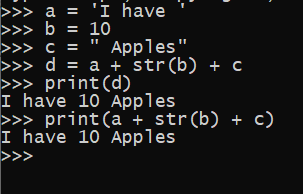 >>> a = 'I have '
>>> b = 10
>>> c = " Apples"
>>> d = a + str(b) + c
>>> print(d)
I have 10 Apples
>>> print(a + str(b) + c)
I have 10 Apples
>>>